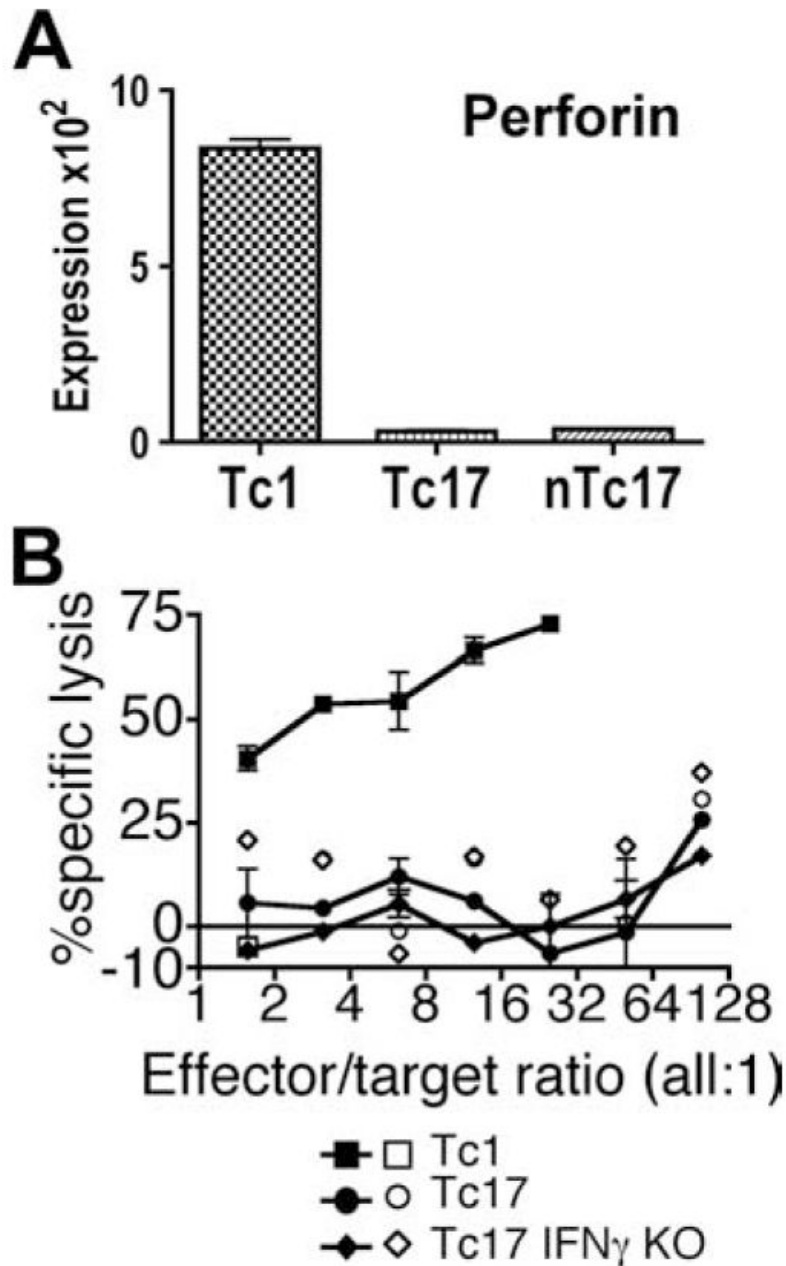 A
Perforin
Expression x10²
10
5
0
Tc1 Tc17 nTc17
B
%specific lysis
75
50
25
0
-10
1 2 4 8 16 32 64 128
Effector/target ratio (all:1)
Tc1
Tc17
Tc17 IFNγ KO